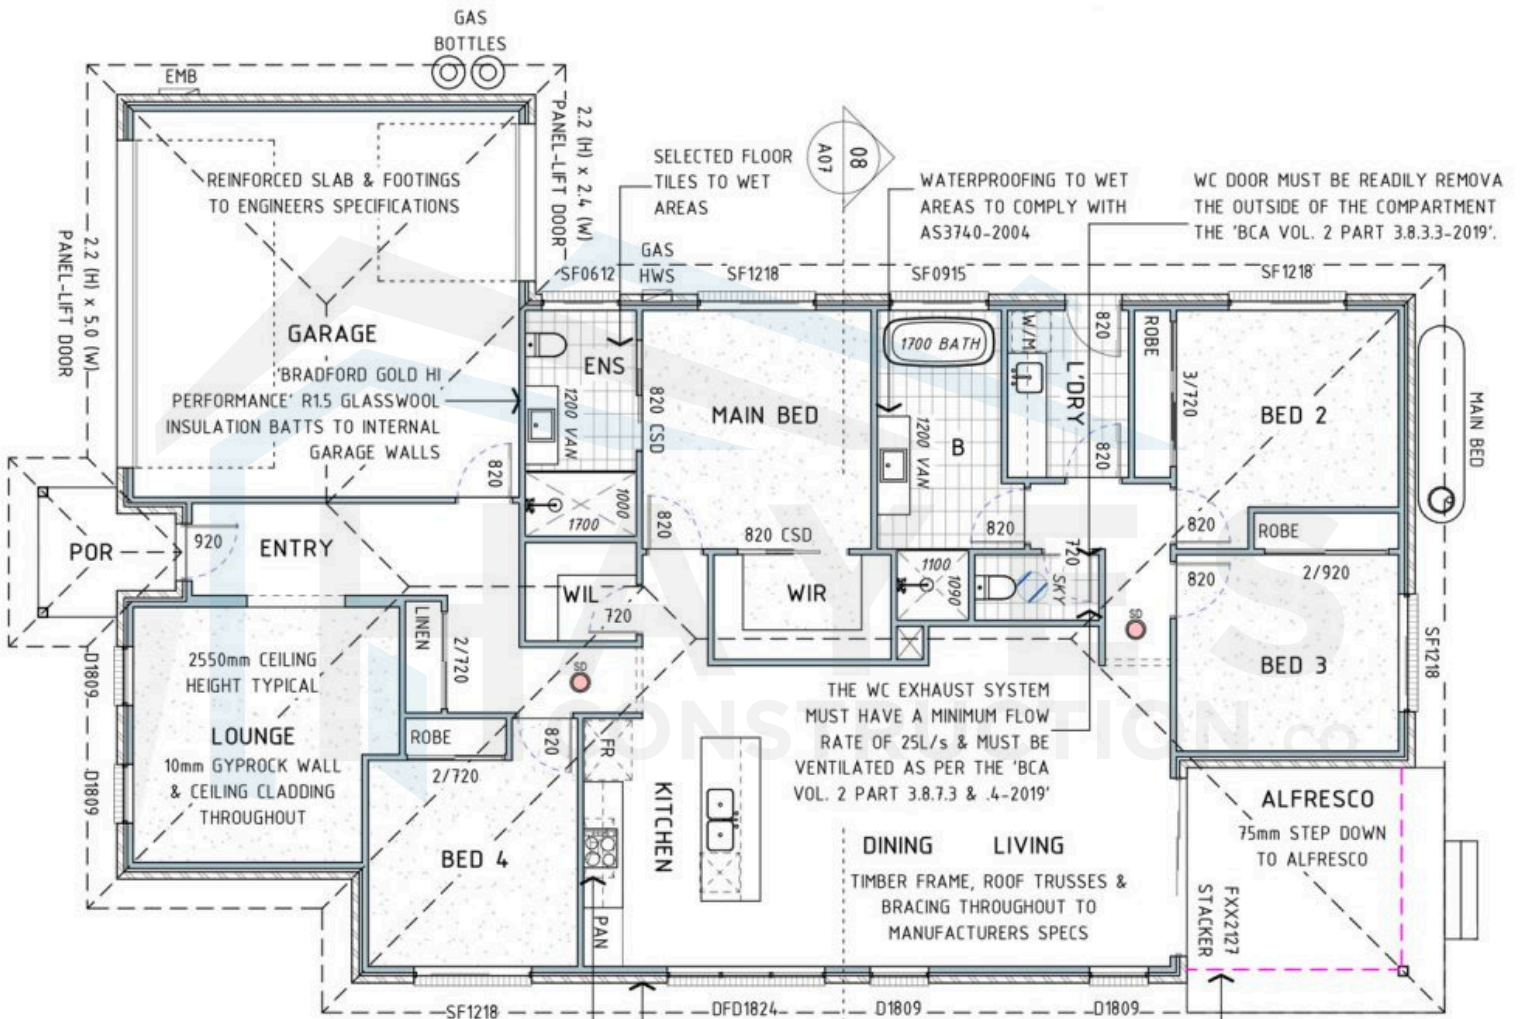 GAS
BOTTLES
EMB
2.2 (H) x 2.4 (W)
PANEL-LIFT DOOR
08
A07
SELECTED FLOOR
TILES TO WET
AREAS
WATERPROOFING TO WET
AREAS TO COMPLY WITH
AS3740-2004
WC DOOR MUST BE READILY REMOVA
THE OUTSIDE OF THE COMPARTMENT
THE 'BCA VOL. 2 PART 3.8.3.3-2019'.
REINFORCED SLAB & FOOTINGS
TO ENGINEERS SPECIFICATIONS
2.2 (H) x 5.0 (W)
PANEL-LIFT DOOR
GAS
HWS
SF0612
SF1218
SF0915
SF1218
GARAGE
'BRADFORD GOLD HI
PERFORMANCE' R1.5 GLASSWOOL
INSULATION BATTS TO INTERNAL
GARAGE WALLS
820
ENS
1200 VAN
820 CSD
1000
1700
MAIN BED
820
820 CSD
1700 BATH
1200 VAN
B
820
W/M
L'DRY
820
820
ROBE
3/720
BED 2
MAIN BED
820
ROBE
2/920
POR
920
ENTRY
WIL
720
WIR
1100
1090
720
SKY
SD
820
BED 3
SF1218
LINEN
2/720
SD
D1809
D1809
2550mm CEILING
HEIGHT TYPICAL
LOUNGE
10mm GYPROCK WALL
& CEILING CLADDING
THROUGHOUT
ROBE
2/720
820
BED 4
FR
KITCHEN
PAN
THE WC EXHAUST SYSTEM
MUST HAVE A MINIMUM FLOW
RATE OF 25L/s & MUST BE
VENTILATED AS PER THE 'BCA
VOL. 2 PART 3.8.7.3 & .4-2019'
DINING
LIVING
TIMBER FRAME, ROOF TRUSSES &
BRACING THROUGHOUT TO
MANUFACTURERS SPECS
ALFRESCO
75mm STEP DOWN
TO ALFRESCO
FXX2127
STACKER
SF1218
DFD1824
D1809
D1809
HAYES
CONSTRUCTION CO